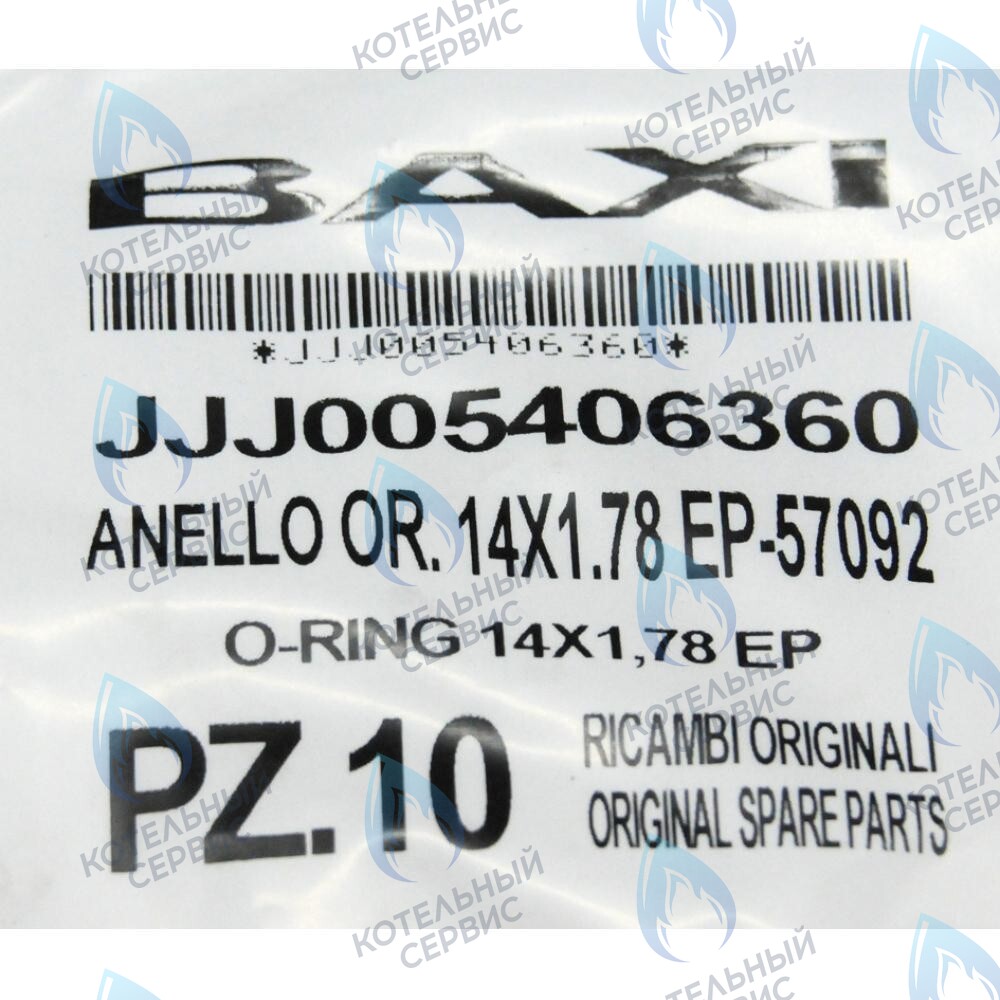 BAXI
*JJJ005406360*
JJJ005406360
ANELLO OR. 14X1.78 EP-57092
O-RING 14X1,78 EP
PZ.10
RICAMBI ORIGINALI
ORIGINAL SPARE PARTS
КОТЕЛЬНЫЙ
СЕРВИС